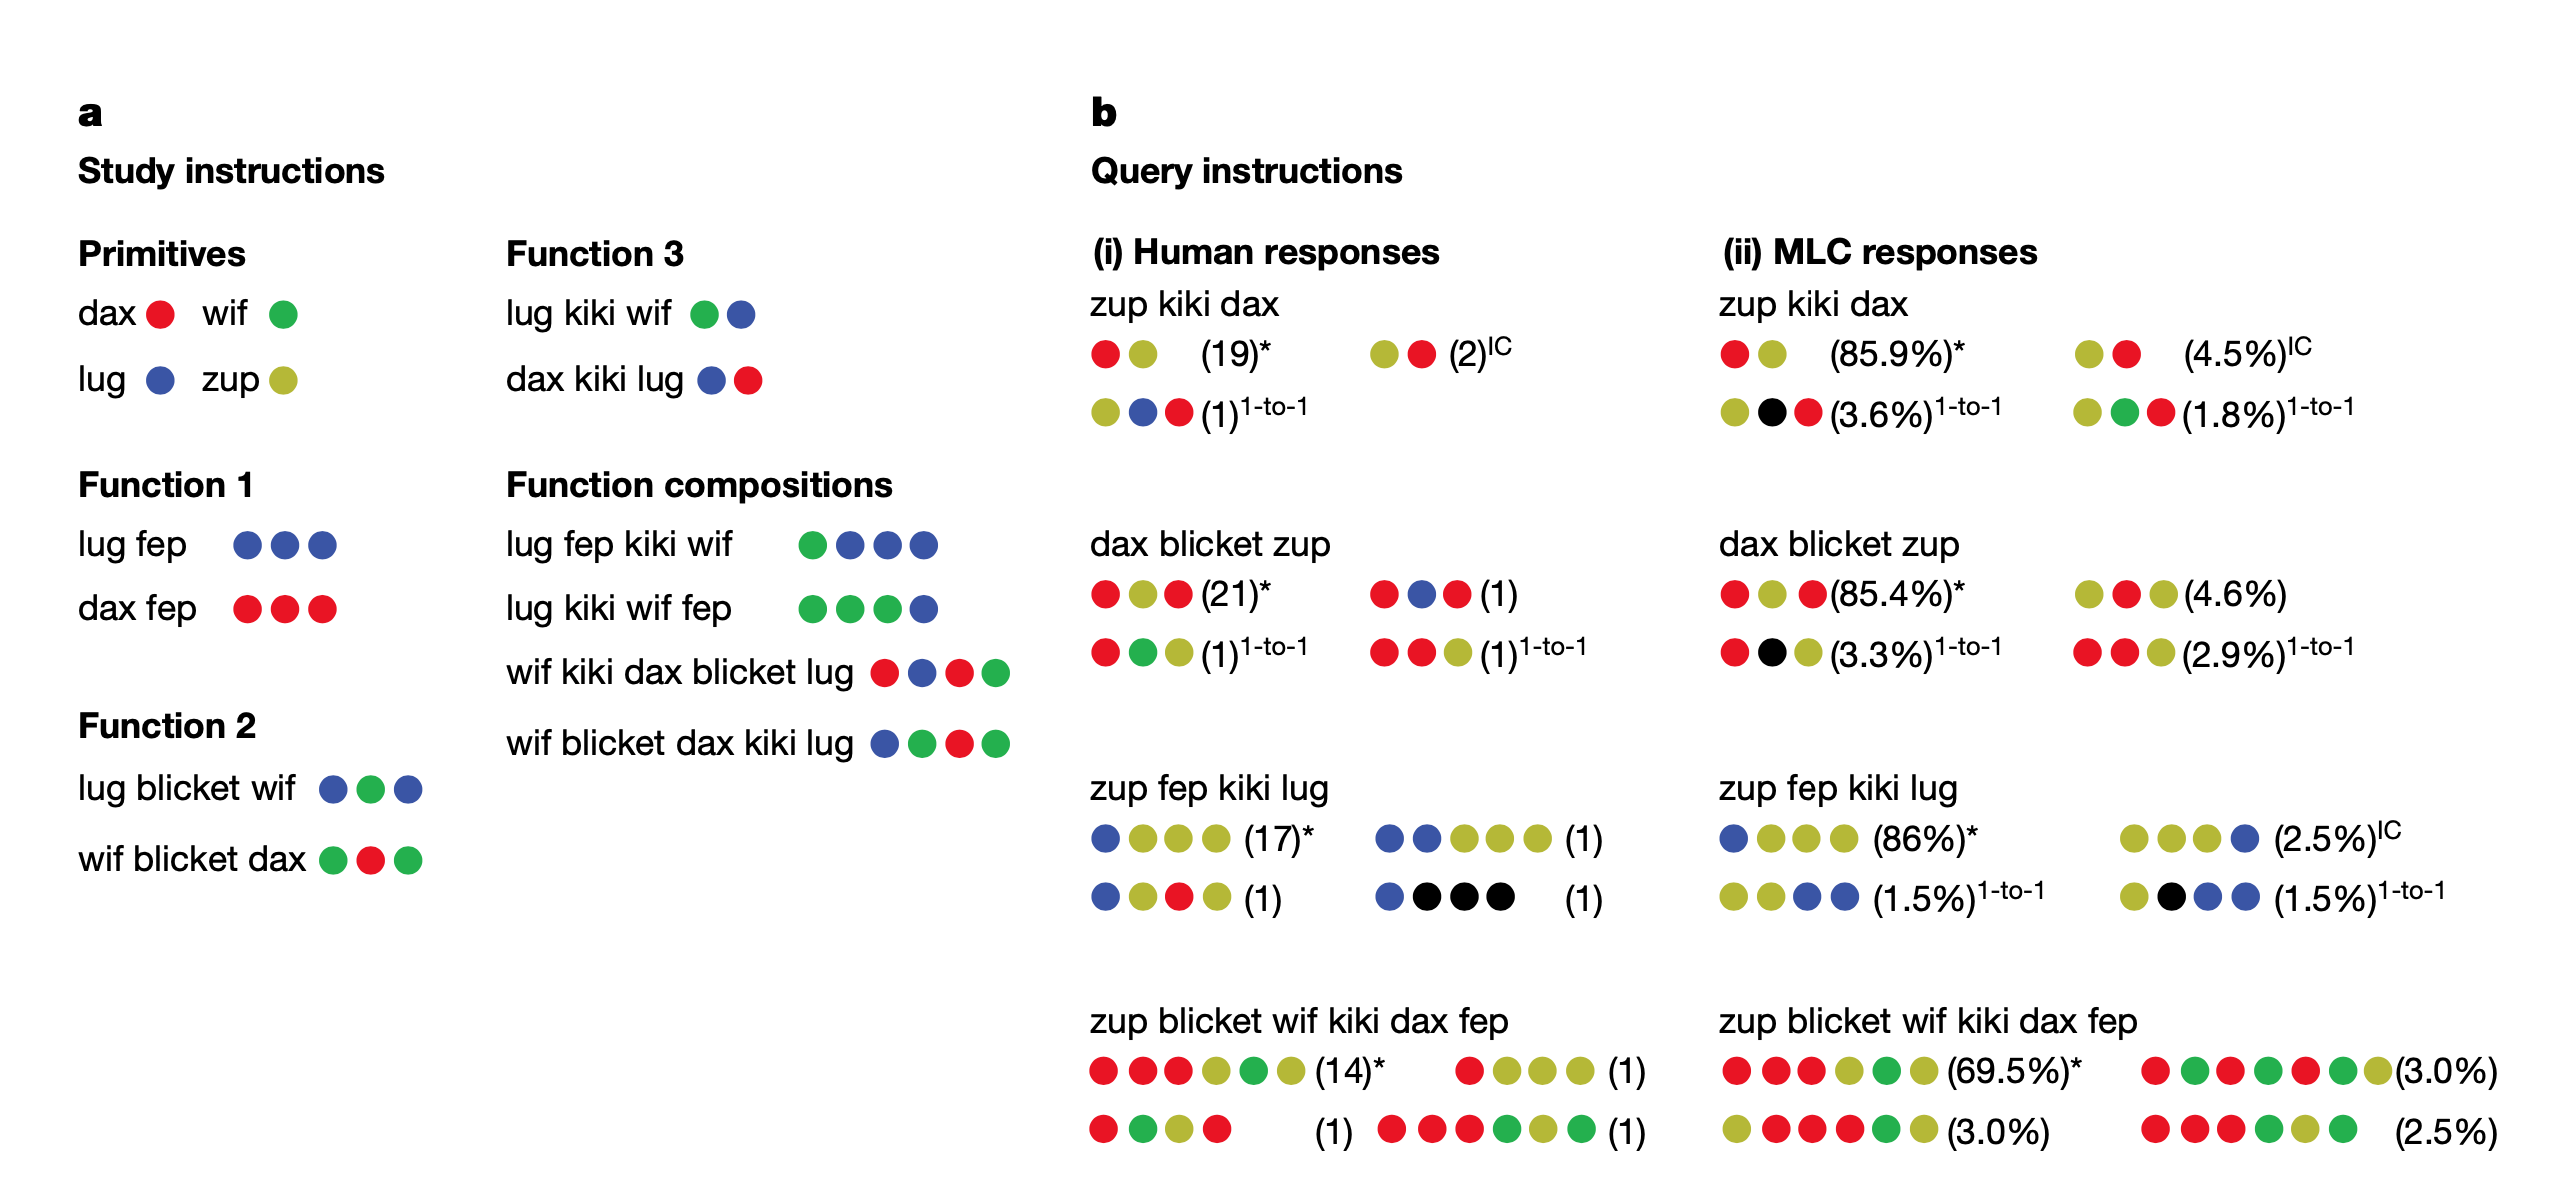 a
Study instructions
Primitives
dax wif
lug zup
Function 1
lug fep
dax fep
Function 2
lug blicket wif
wif blicket dax
Function 3
lug kiki wif
dax kiki lug
Function compositions
lug fep kiki wif
lug kiki wif fep
wif kiki dax blicket lug
wif blicket dax kiki lug
b
Query instructions
(i) Human responses
zup kiki dax
(19)* (2)IC
(1)1-to-1
dax blicket zup
(21)* (1)
(1)1-to-1 (1)1-to-1
zup fep kiki lug
(17)* (1)
(1) (1)
zup blicket wif kiki dax fep
(14)* (1)
(1) (1)
(ii) MLC responses
zup kiki dax
(85.9%)* (4.5%)IC
(3.6%)1-to-1 (1.8%)1-to-1
dax blicket zup
(85.4%)* (4.6%)
(3.3%)1-to-1 (2.9%)1-to-1
zup fep kiki lug
(86%)* (2.5%)IC
(1.5%)1-to-1 (1.5%)1-to-1
zup blicket wif kiki dax fep
(69.5%)* (3.0%)
(3.0%) (2.5%)